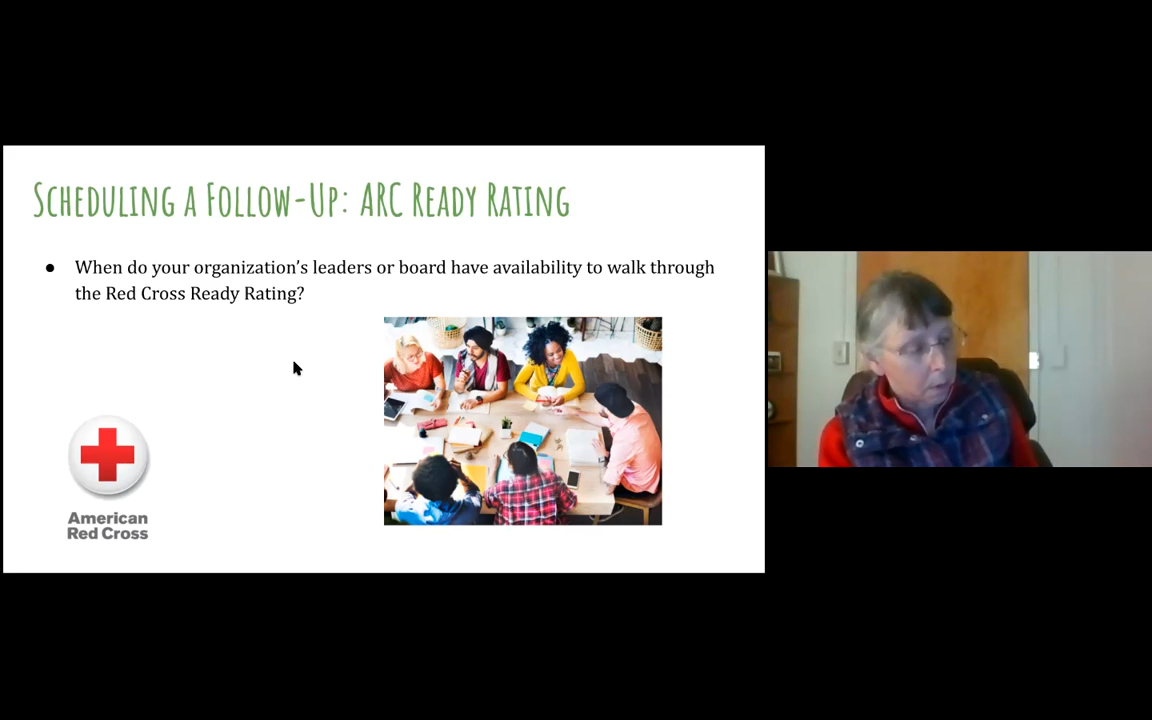 Scheduling a Follow-Up: ARC Ready Rating
● When do your organization’s leaders or board have availability to walk through
the Red Cross Ready Rating?
American
Red Cross